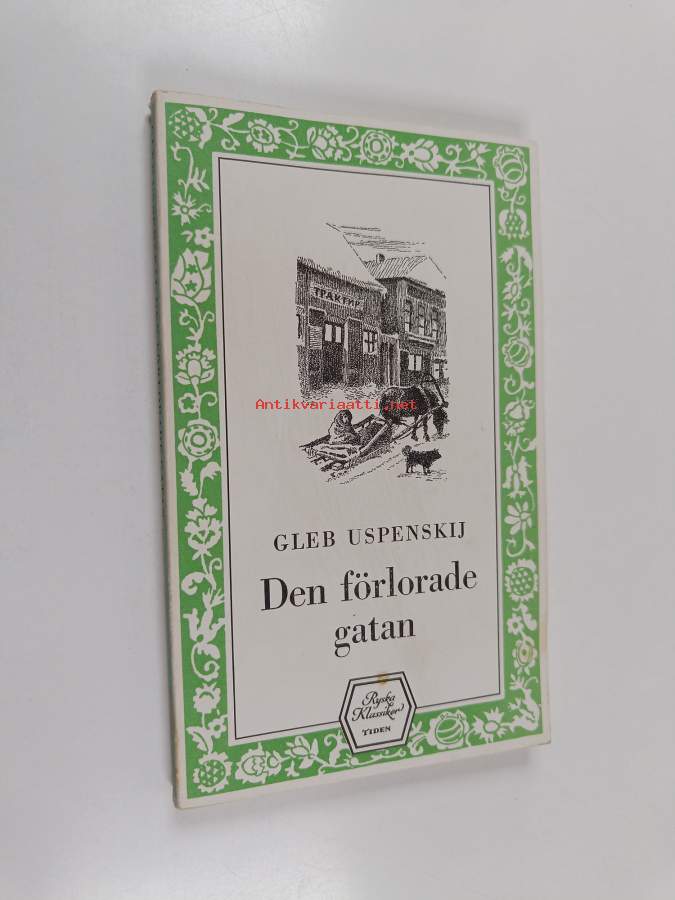 ТРАКТИР
Antikvariaatti.net
GLEB USPENSKIJ
Den förlorade
gatan
Ryska
Klassiker
TIDEN